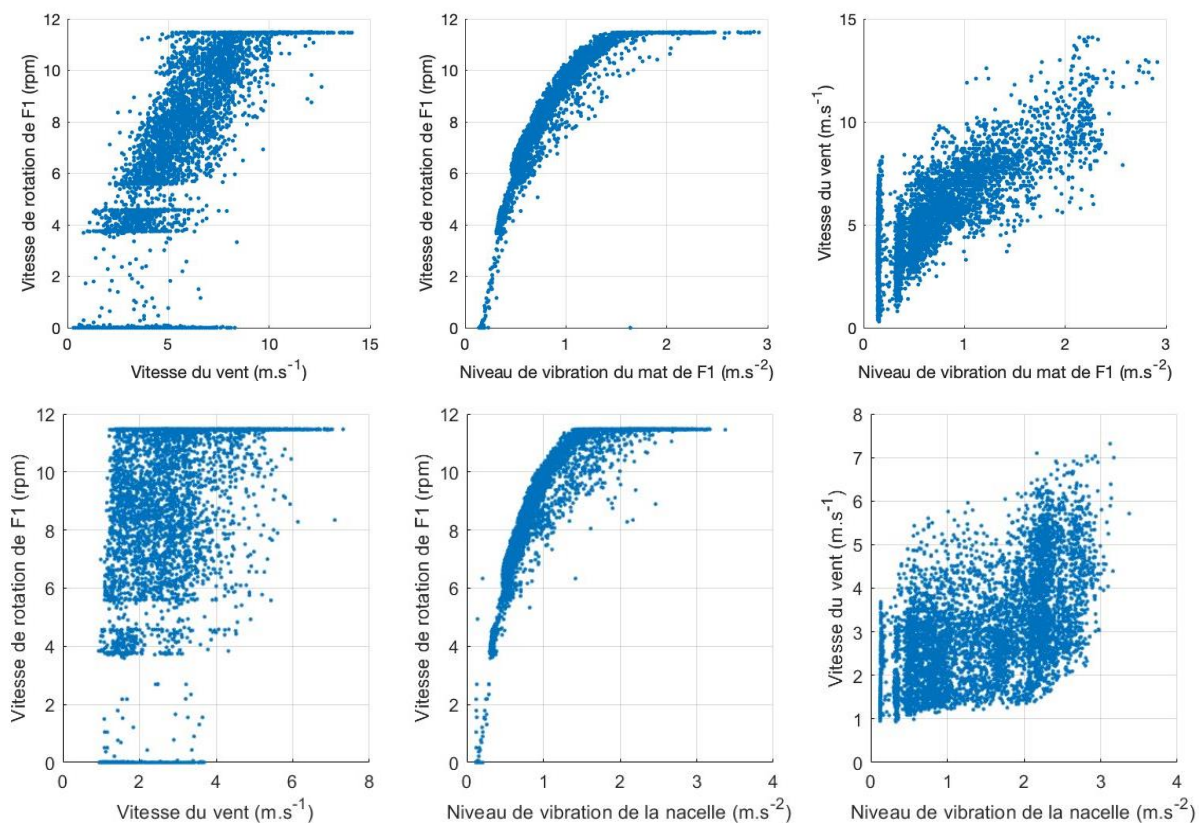 12
10
8
6
4
2
0
Vitesse de rotation de F1 (rpm)
0 5 10 15
Vitesse du vent (m.s⁻¹)
12
10
8
6
4
2
0
Vitesse de rotation de F1 (rpm)
0 1 2 3
Niveau de vibration du mat de F1 (m.s⁻²)
15
10
5
0
Vitesse du vent (m.s⁻¹)
0 1 2 3
Niveau de vibration du mat de F1 (m.s⁻²)
12
10
8
6
4
2
0
Vitesse de rotation de F1 (rpm)
0 2 4 6 8
Vitesse du vent (m.s⁻¹)
12
10
8
6
4
2
0
Vitesse de rotation de F1 (rpm)
0 1 2 3 4
Niveau de vibration de la nacelle (m.s⁻²)
8
7
6
5
4
3
2
1
0
Vitesse du vent (m.s⁻¹)
0 1 2 3 4
Niveau de vibration de la nacelle (m.s⁻²)